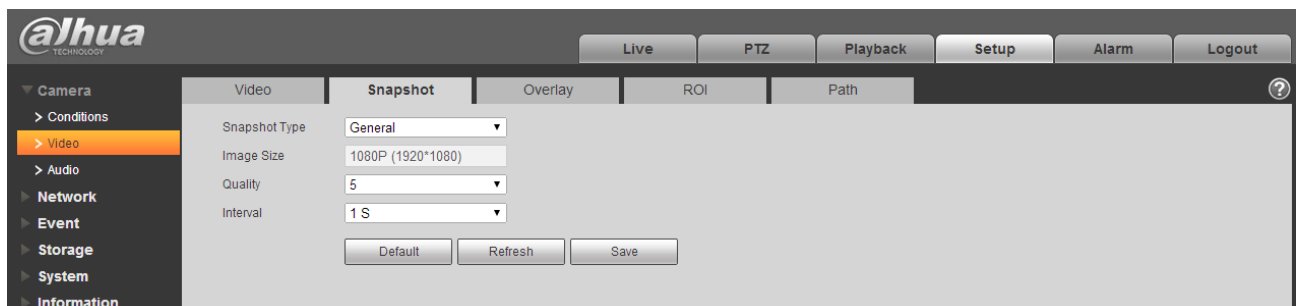 alhua
TECHNOLOGY
Live PTZ Playback Setup Alarm Logout
Camera
> Conditions
> Video
> Audio
Network
Event
Storage
System
Information
Video Snapshot Overlay ROI Path ?
Snapshot Type General
Image Size 1080P (1920*1080)
Quality 5
Interval 1 S
Default Refresh Save